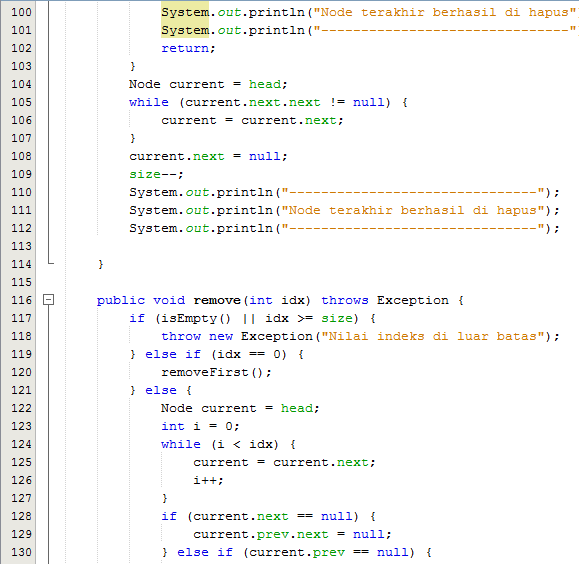 100 System.out.println("Node terakhir berhasil di hapus"
101 System.out.println("-------------------------------"
102 return;
103 }
104 Node current = head;
105 while (current.next.next != null) {
106 current = current.next;
107 }
108 current.next = null;
109 size--;
110 System.out.println("-------------------------------");
111 System.out.println("Node terakhir berhasil di hapus");
112 System.out.println("-------------------------------");
113
114 }
115
116 public void remove(int idx) throws Exception {
117 if (isEmpty() || idx >= size) {
118 throw new Exception("Nilai indeks di luar batas");
119 } else if (idx == 0) {
120 removeFirst();
121 } else {
122 Node current = head;
123 int i = 0;
124 while (i < idx) {
125 current = current.next;
126 i++;
127 }
128 if (current.next == null) {
129 current.prev.next = null;
130 } else if (current.prev == null) {